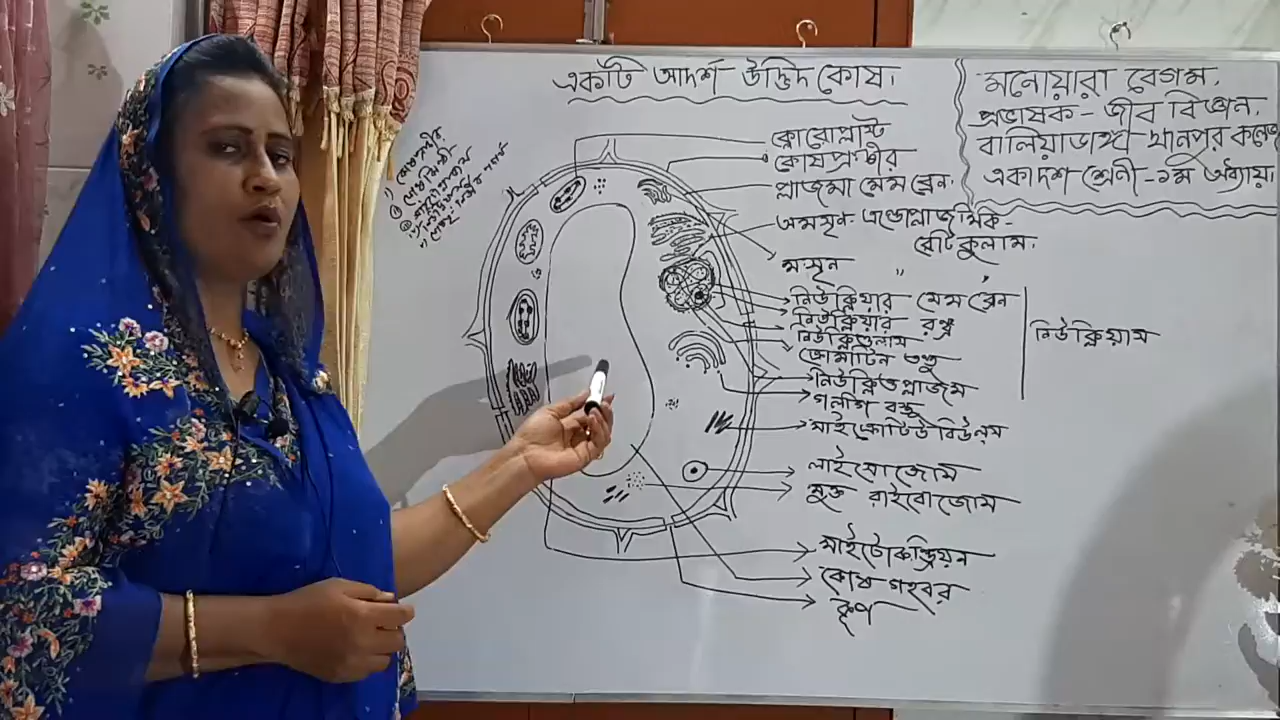 একটি আদর্শ উদ্ভিদ কোষ।
মনোয়ারা বেগম,
প্রভাষক - জীব বিজ্ঞান,
বালিয়াডাঙ্গা খানপুর কলেজ
একাদশ শ্রেণী - ১ম অধ্যায়।
ক্লোরোপ্লাস্ট
কোষপ্রাচীর
প্লাজমা মেমব্রেন।
অমসৃন এন্ডোপ্লাজমিক-
রেটিকুলাম।
মসৃন " "
নিউক্লিয়ার মেমব্রেন
নিউক্লিয়ার রন্ধ্র
নিউক্লিওলাস
ক্রোমাটিন তন্তু
নিউক্লিওপ্লাজম
নিউক্লিয়াস
গলগি বস্তু
মাইক্রোটিউবিউলস
লাইসোজোম
মুক্ত রাইবোজোম
মাইটোকন্ড্রিয়ন
কোষ গহবর
কূপ